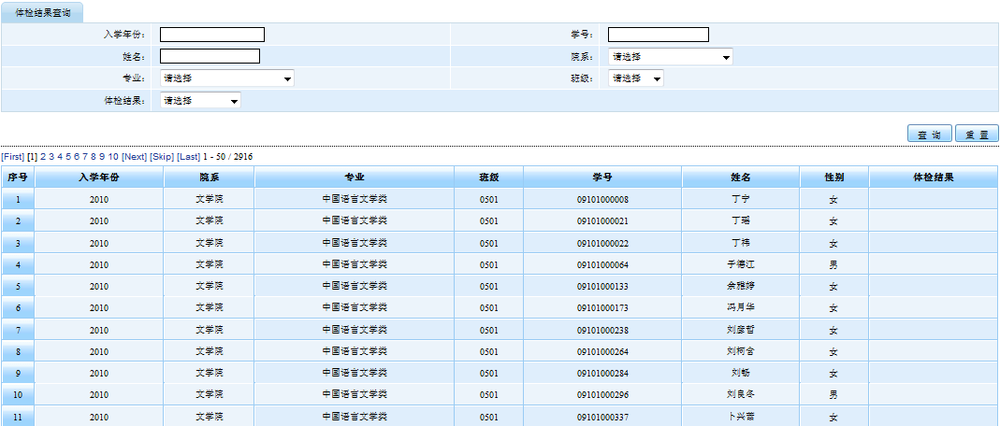 体检结果查询
入学年份： 学号：
姓名： 院系： 请选择
专业： 请选择 班级： 请选择
体检结果： 请选择
查 询 重 置
[First] [1] 2 3 4 5 6 7 8 9 10 [Next] [Skip] [Last] 1 - 50 / 2916
序号 入学年份 院系 专业 班级 学号 姓名 性别 体检结果
1 2010 文学院 中国语言文学类 0501 09101000008 丁宁 女
2 2010 文学院 中国语言文学类 0501 09101000021 丁瑶 女
3 2010 文学院 中国语言文学类 0501 09101000022 丁祎 女
4 2010 文学院 中国语言文学类 0501 09101000064 于德江 男
5 2010 文学院 中国语言文学类 0501 09101000133 余雅婷 女
6 2010 文学院 中国语言文学类 0501 09101000173 冯月华 女
7 2010 文学院 中国语言文学类 0501 09101000238 刘彦哲 女
8 2010 文学院 中国语言文学类 0501 09101000264 刘柯含 女
9 2010 文学院 中国语言文学类 0501 09101000284 刘畅 女
10 2010 文学院 中国语言文学类 0501 09101000296 刘良冬 男
11 2010 文学院 中国语言文学类 0501 09101000337 女